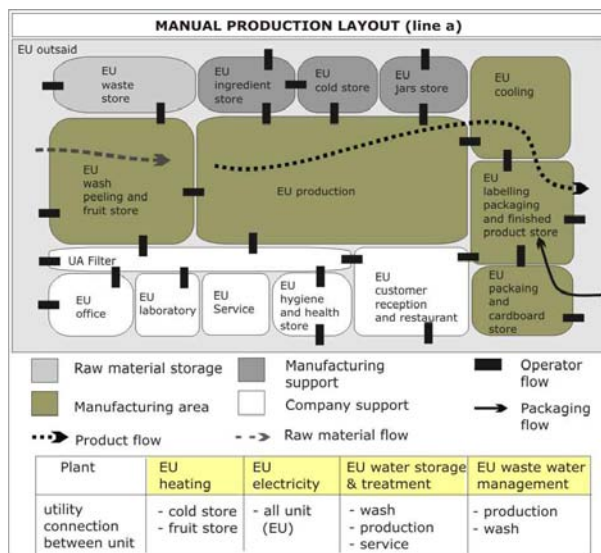 MANUAL PRODUCTION LAYOUT (line a)
EU outsaid
EU
waste
store
EU
ingredient
store
EU
cold store
EU
jars store
EU
cooling
EU
wash
peeling and
fruit store
EU production
EU
labelling
packaging
and finished
product store
UA Filter
EU
office
EU
laboratory
EU
Service
EU
hygiene
and health
store
EU
customer
reception
and restaurant
EU
packaing
and
cardboard
store
Raw material storage
Manufacturing
support
Operator
flow
Manufacturing area
Company support
Packaging
flow
Product flow
Raw material flow
Plant
EU
heating
EU
electricity
EU water storage
& treatment
EU waste water
management
utility
connection
between unit
- cold store
- fruit store
- all unit
(EU)
- wash
- production
- service
- production
- wash